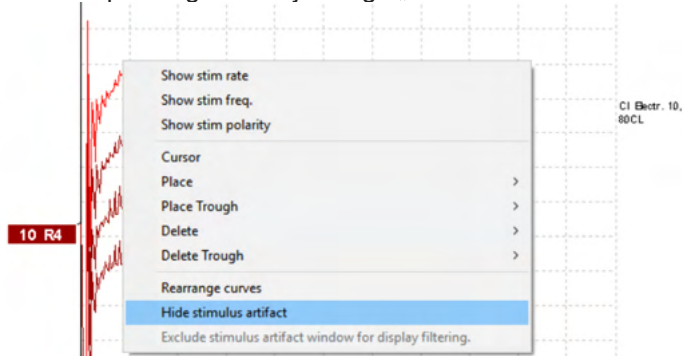 Show stim rate
Show stim freq.
Show stim polarity
CI Electr. 10,
80CL
Cursor
Place
Place Trough
10 R4
Delete
Delete Trough
Rearrange curves
Hide stimulus artifact
Exclude stimulus artifact window for display filtering.